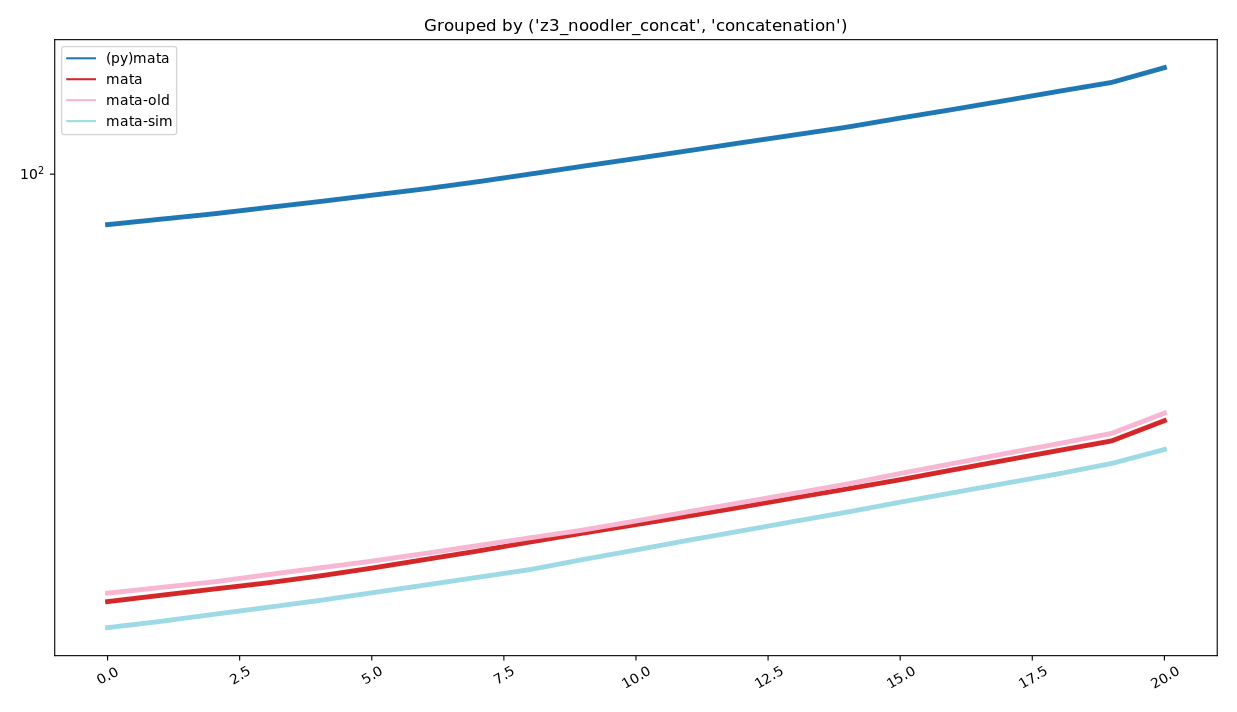 Grouped by ('z3_noodler_concat', 'concatenation')
(py)mata
mata
mata-old
mata-sim
10²
0.0
2.5
5.0
7.5
10.0
12.5
15.0
17.5
20.0